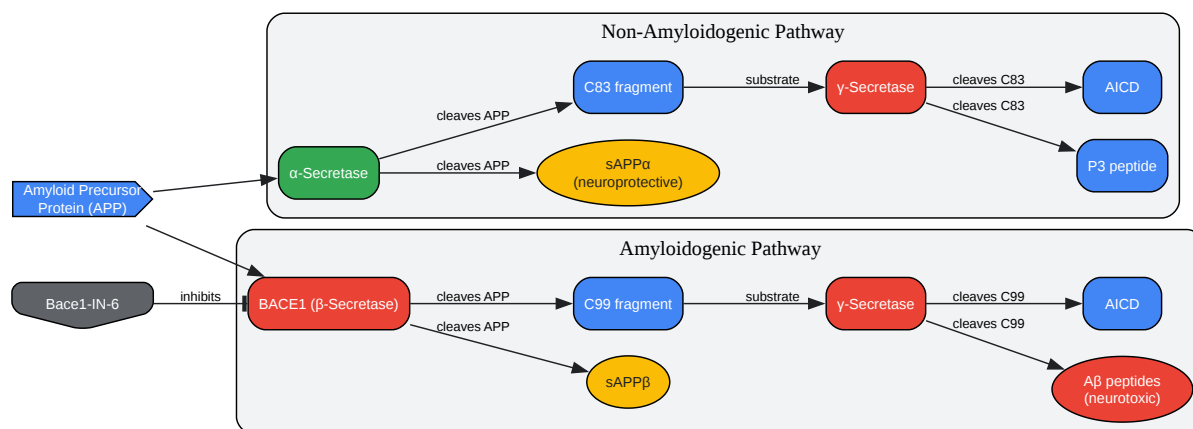 Non-Amyloidogenic Pathway
C83 fragment
substrate
γ-Secretase
cleaves C83
AICD
cleaves C83
cleaves APP
P3 peptide
α-Secretase
cleaves APP
sAPPα
(neuroprotective)
Amyloid Precursor
Protein (APP)
Amyloidogenic Pathway
Bace1-IN-6
inhibits
BACE1 (β-Secretase)
cleaves APP
C99 fragment
substrate
γ-Secretase
cleaves C99
AICD
cleaves APP
cleaves C99
sAPPβ
Aβ peptides
(neurotoxic)